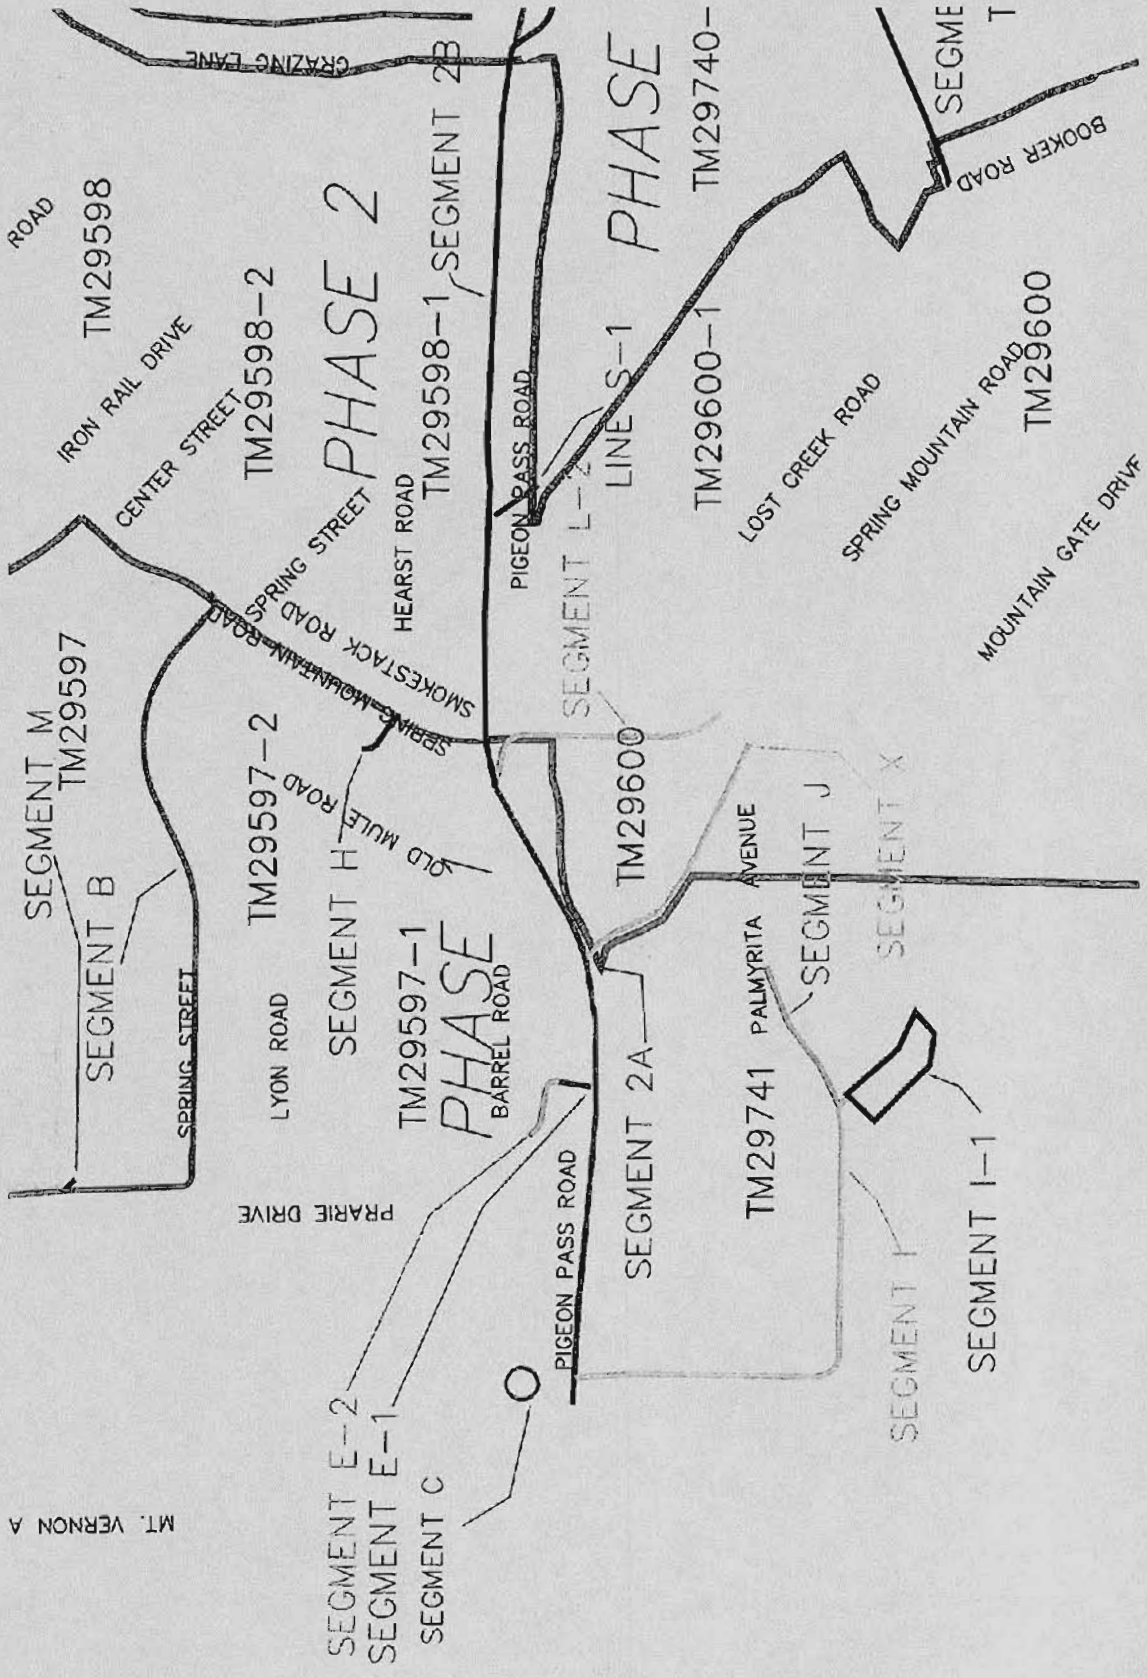 MT. VERNON A
SEGMENT M
TM29597
SEGMENT B
SPRING STREET
ROAD
TM29598
IRON RAIL DRIVE
CENTER STREET
TM29598-2
GRAZING LANE
PHASE 2
SPRING STREET
SMOKESTACK ROAD
SPRING MOUNTAIN ROAD
TM29597-2
OLD MULE ROAD
LYON ROAD
SEGMENT H
PRARIE DRIVE
HEARST ROAD
TM29598-1
SEGMENT 2B
TM29597-1
PHASE 1
BARREL ROAD
SEGMENT E-2
SEGMENT E-1
SEGMENT C
PIGEON PASS ROAD
PIGEON PASS ROAD
SEGMENT L-2
LINE S-1
PHASE
TM29740-
TM29600-1
TM29600
SEGMENT 2A
TM29741
PALMYRITA AVENUE
SEGMENT J
SEGMENT X
SEGMENT I
SEGMENT I-1
LOST CREEK ROAD
SPRING MOUNTAIN ROAD
TM29600
MOUNTAIN GATE DRIVE
BOOKER ROAD
SEGME
T